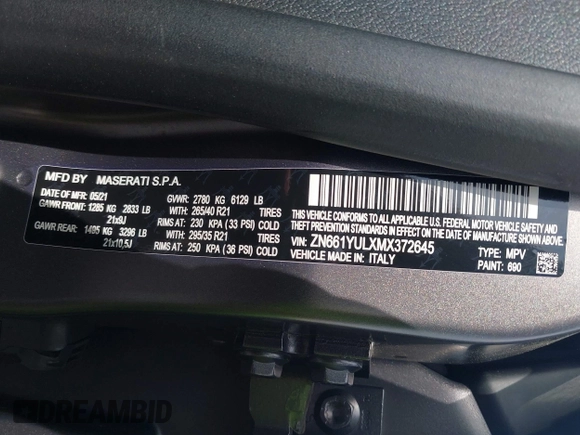 MFD BY MASERATI S.P.A.
DATE OF MFR: 05/21 GVWR: 2780 KG 6129 LB
GAWR FRONT: 1285 KG 2833 LB WITH: 265/40 R21 TIRES
21x9J RIMS AT: 230 KPA (33 PSI) COLD
GAWR REAR: 1495 KG 3296 LB WITH: 295/35 R21 TIRES
21x10,5J RIMS AT: 250 KPA (36 PSI) COLD
THIS VEHICLE CONFORMS TO ALL APPLICABLE
U.S. FEDERAL MOTOR VEHICLE SAFETY
AND THEFT PREVENTION STANDARDS IN EFFECT
ON THE DATE OF MANUFACTURE SHOWN ABOVE.
VIN: ZN661YULXMX372645
VEHICLE MADE IN: ITALY
TYPE: MPV
PAINT: 690
DREAMBID